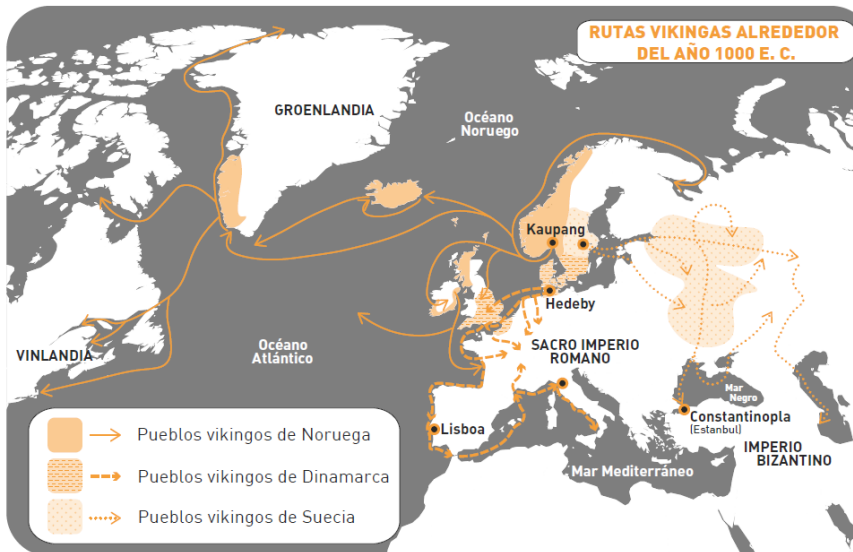 RUTAS VIKINGAS ALREDEDOR
DEL AÑO 1000 E. C.
GROENLANDIA
Océano
Noruego
Kaupang
Hedeby
VINLANDIA
Océano
Atlántico
SACRO IMPERIO
ROMANO
Mar
Negro
Lisboa
Constantinopla
(Estanbul)
IMPERIO
BIZANTINO
Mar Mediterráneo
Pueblos vikingos de Noruega
Pueblos vikingos de Dinamarca
Pueblos vikingos de Suecia